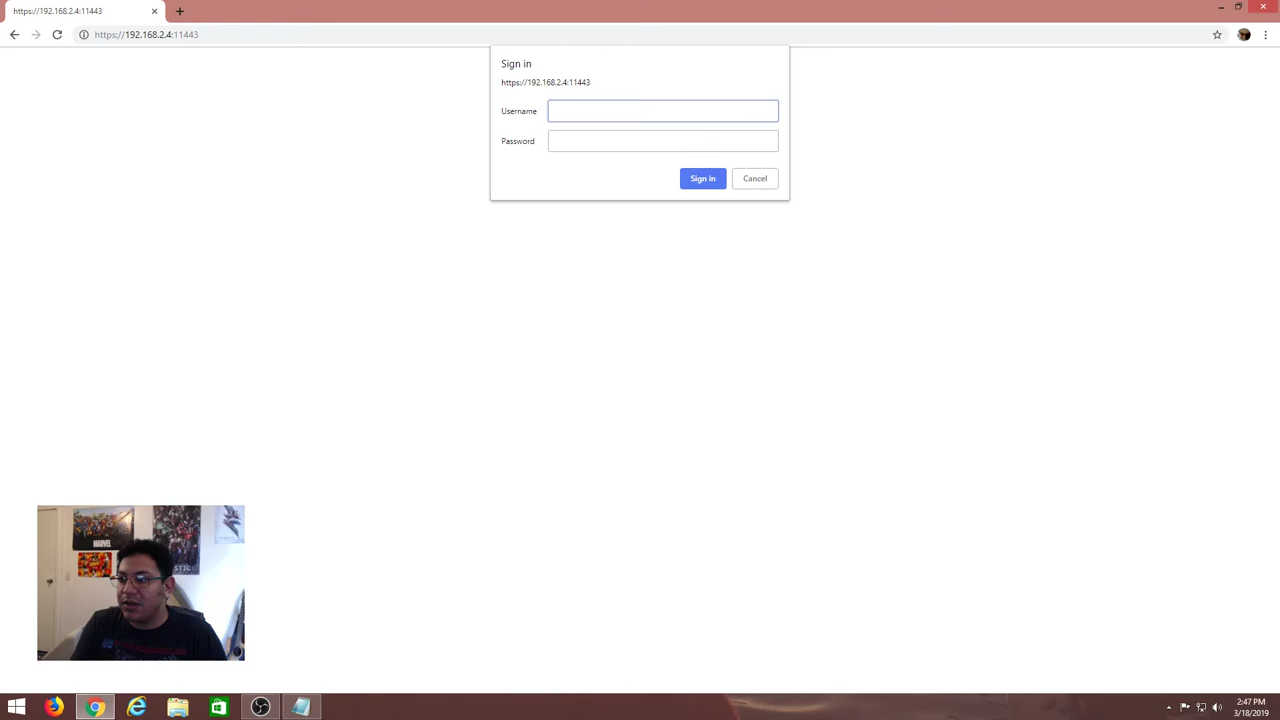 https://192.168.2.4:11443
https://192.168.2.4:11443
Sign in
https://192.168.2.4:11443
Username
Password
Sign in
Cancel
MARVEL
2:47 PM
3/18/2019